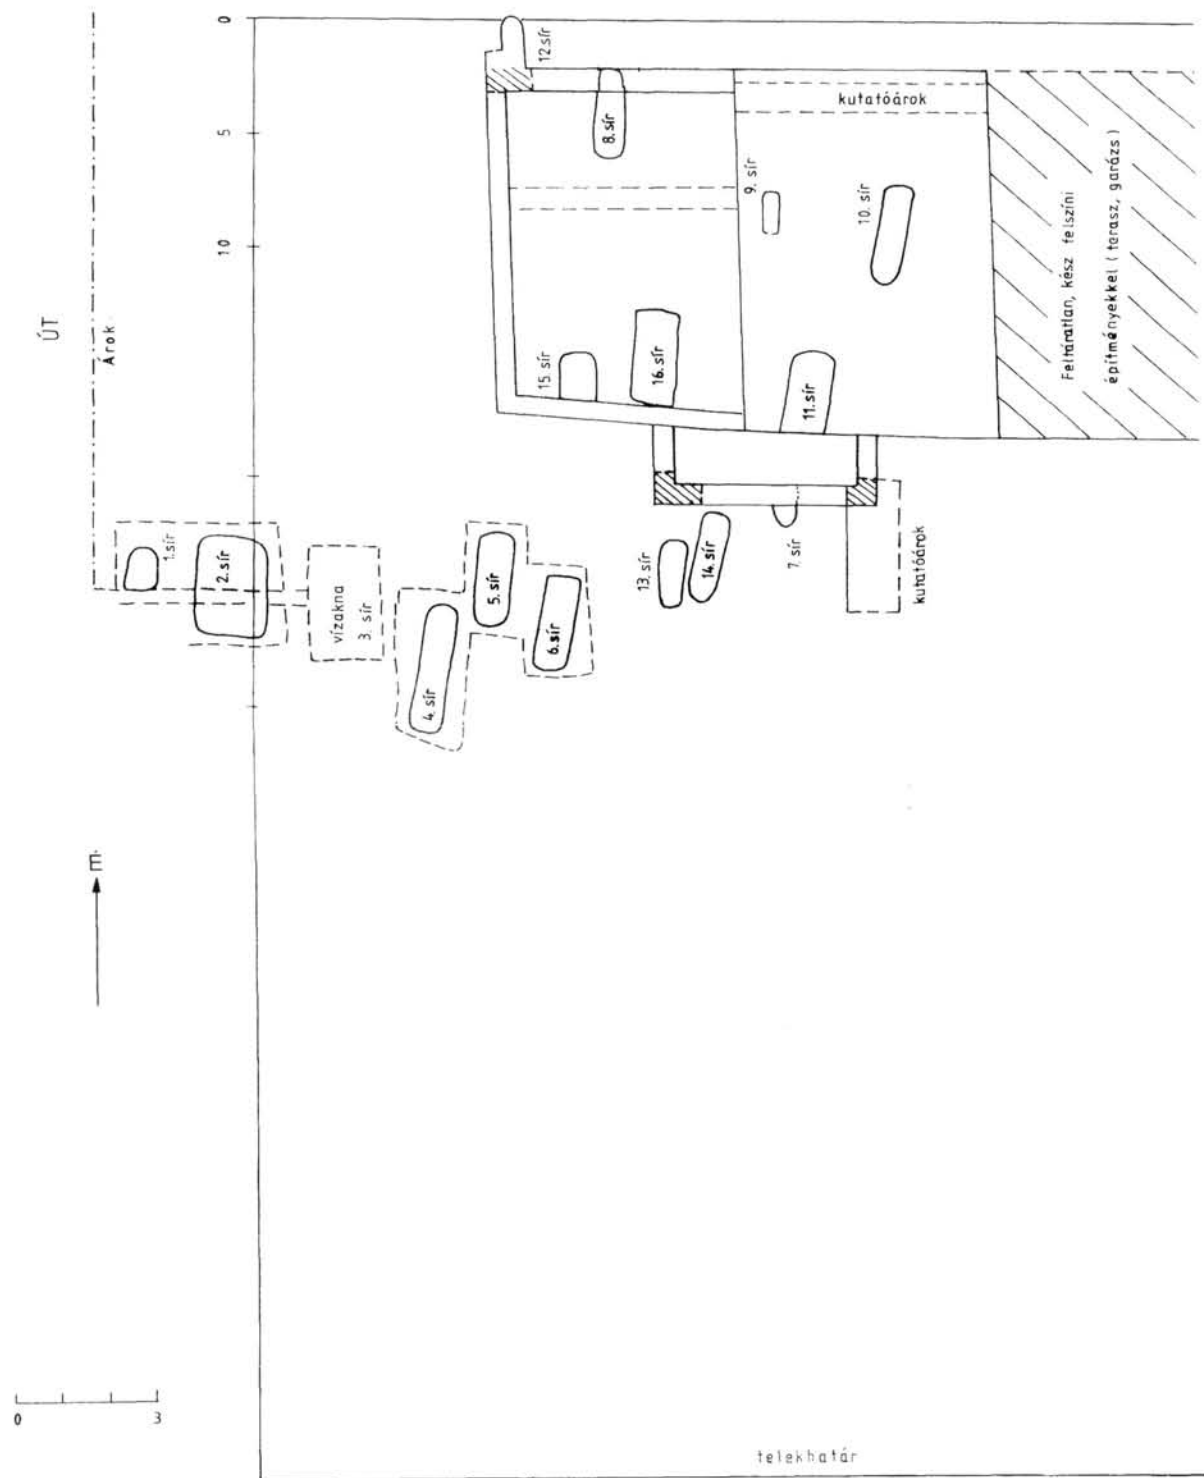 0
5
10
ÚT
Árok
12.sír
8. sír
kutatóárok
9. sír
10. sír
15. sír
16. sír
11. sír
Feltáratlan, kész felszíni
építményekkel ( terasz, garázs )
1.sír
2. sír
vízakna
3. sír
4. sír
5. sír
6. sír
13. sír
14. sír
7. sír
kutatóárok
É
0
3
telekhatár